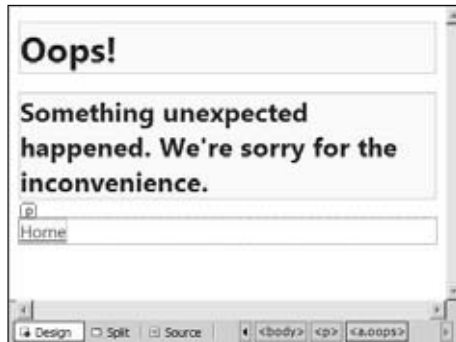 Oops!
Something unexpected
happened. We're sorry for the
inconvenience.
p
Home
Design Split Source <body> <p> <a.oops>